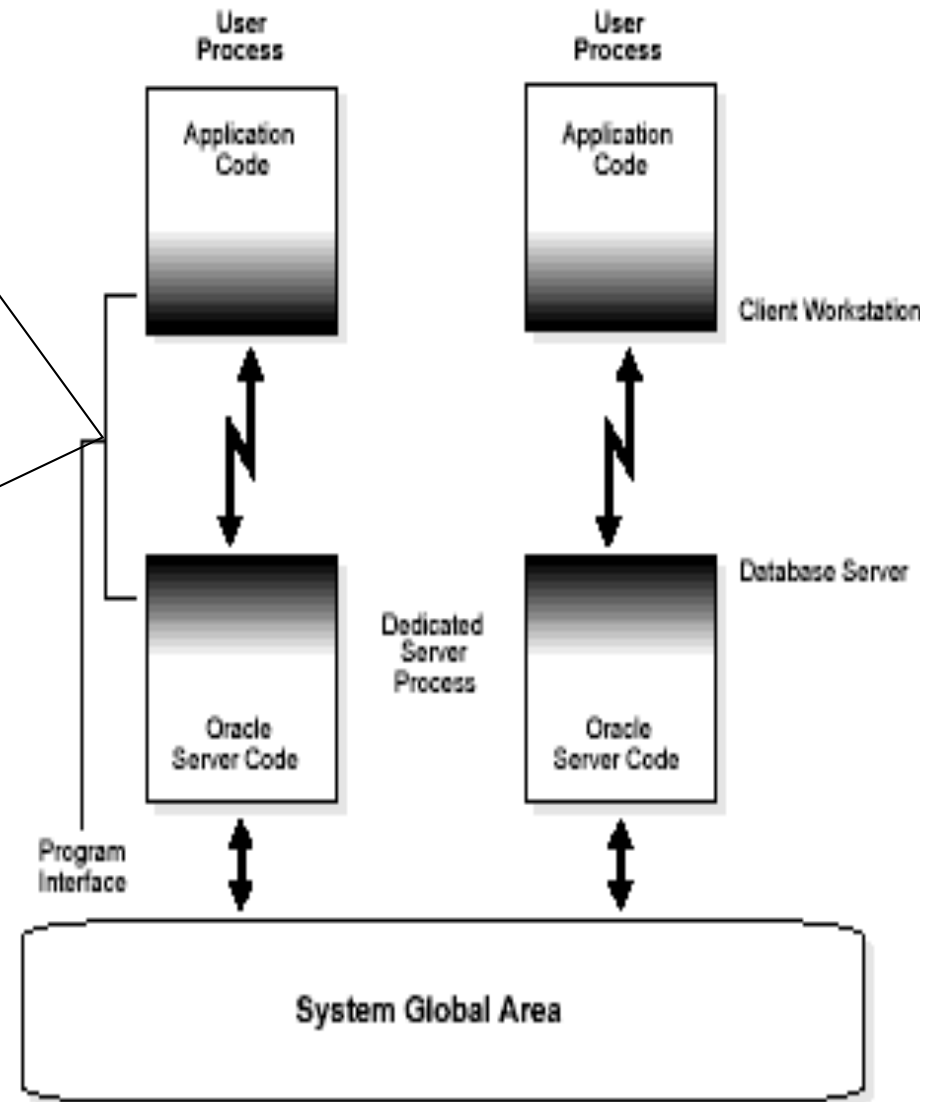 User
Process
User
Process
Application
Code
Application
Code
Client Workstation
Database Server
Dedicated
Server
Process
Oracle
Server Code
Oracle
Server Code
Program
Interface
System Global Area